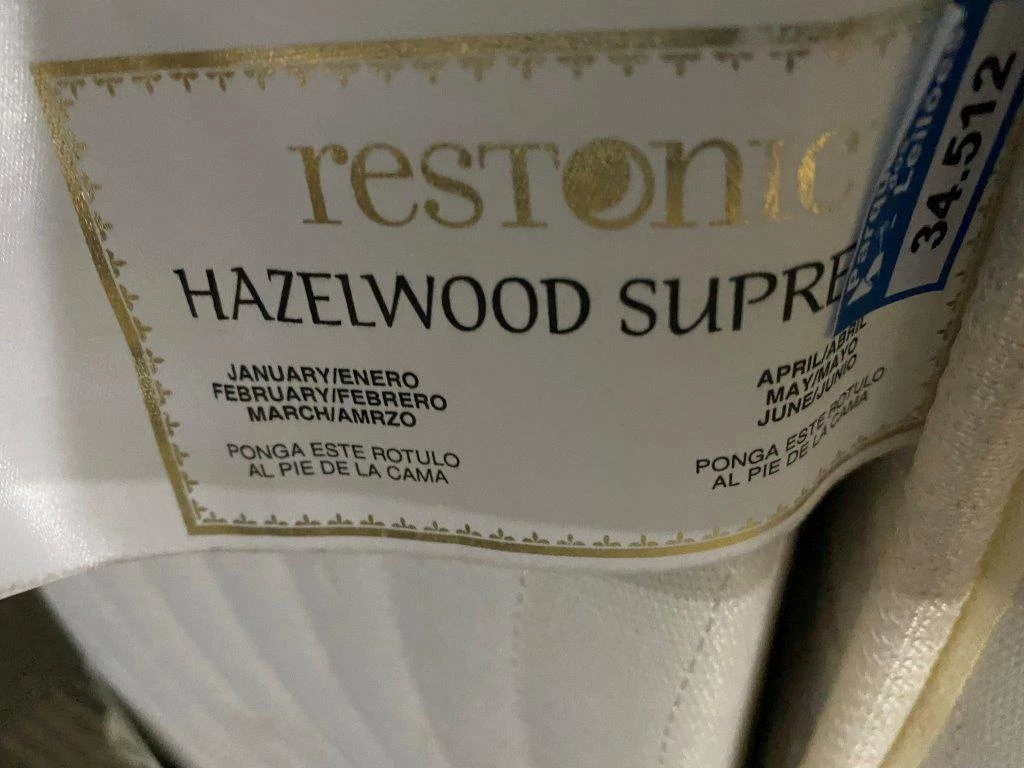 resTonic
HAZELWOOD SUPRE
JANUARY/ENERO
FEBRUARY/FEBRERO
MARCH/AMRZO
PONGA ESTE ROTULO
AL PIE DE LA CAMA
APRIL/ABRIL
MAY/MAYO
JUNE/JUNIO
PONGA ESTE ROTULO
AL PIE DE LA CAMA
34.512